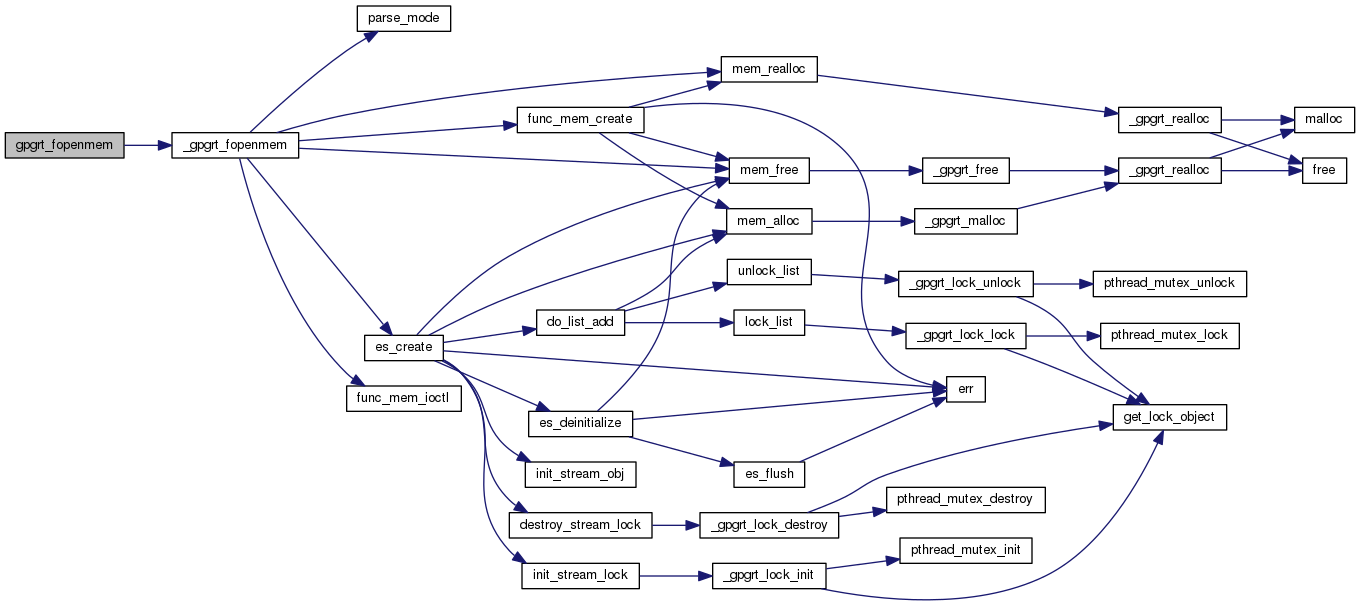 parse_mode
mem_realloc
_gpgrt_realloc
malloc
func_mem_create
gpgrt_fopenmem
_gpgrt_fopenmem
mem_free
_gpgrt_free
_gpgrt_realloc
free
mem_alloc
_gpgrt_malloc
unlock_list
_gpgrt_lock_unlock
pthread_mutex_unlock
do_list_add
lock_list
_gpgrt_lock_lock
pthread_mutex_lock
es_create
func_mem_ioctl
err
es_deinitialize
get_lock_object
init_stream_obj
es_flush
pthread_mutex_destroy
destroy_stream_lock
_gpgrt_lock_destroy
pthread_mutex_init
init_stream_lock
_gpgrt_lock_init